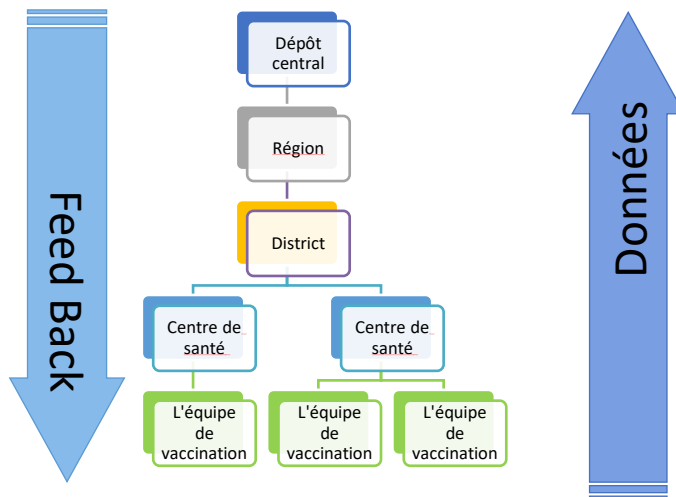 Dépôt
central
Région
District
Centre de
santé
Centre de
santé
L'équipe
de
vaccination
L'équipe
de
vaccination
L'équipe
de
vaccination
Feed Back
Données